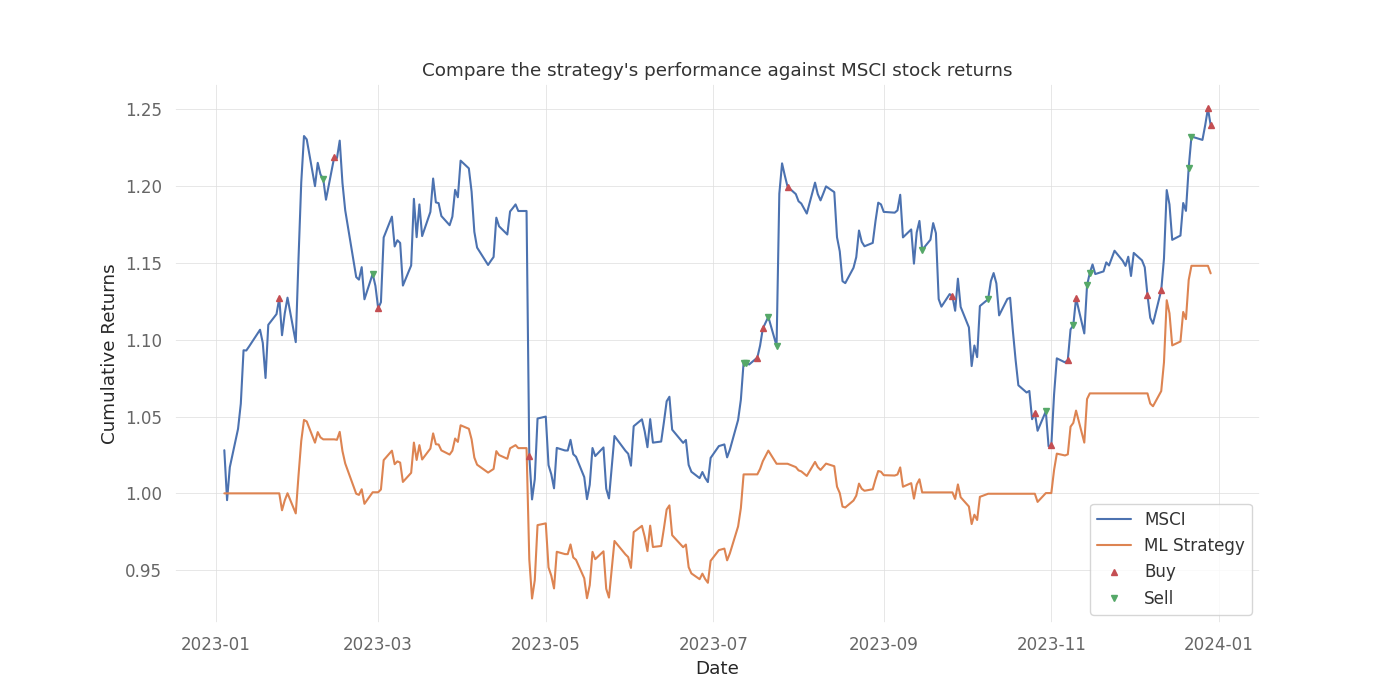 Compare the strategy's performance against MSCI stock returns
Cumulative Returns
1.25
1.20
1.15
1.10
1.05
1.00
0.95
MSCI
ML Strategy
Buy
Sell
2023-01 2023-03 2023-05 2023-07 2023-09 2023-11 2024-01
Date